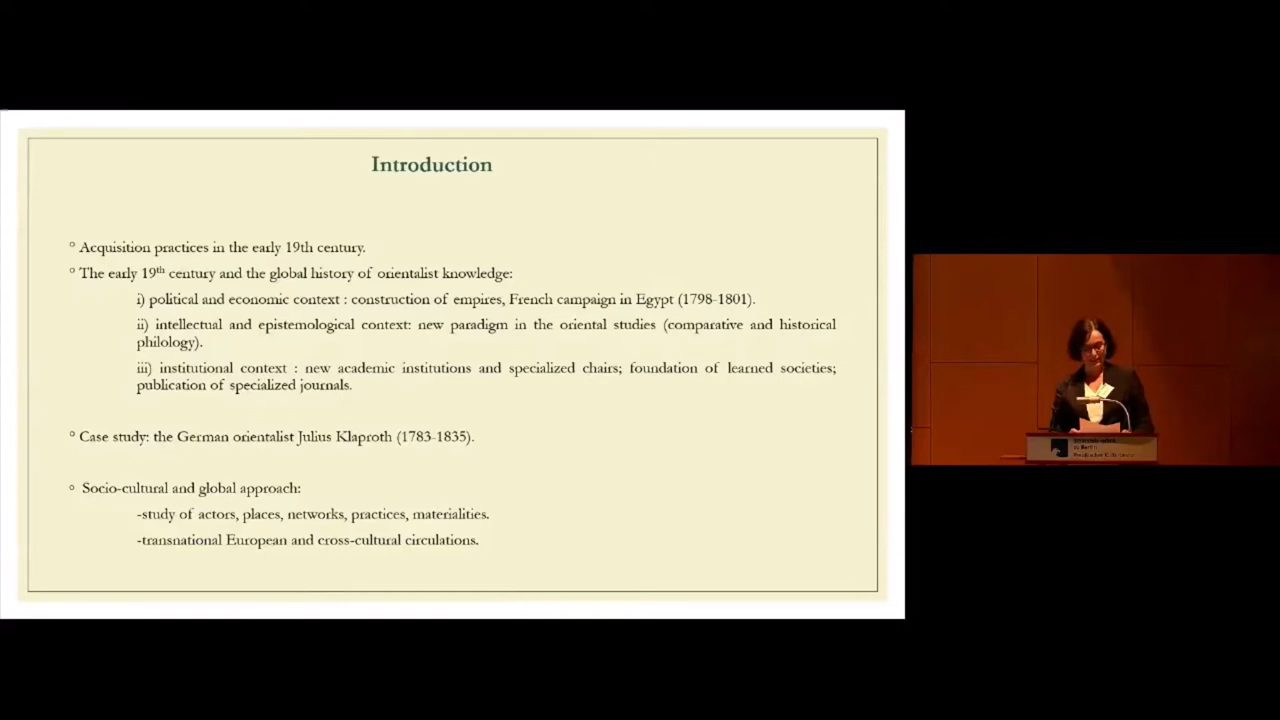 Introduction
° Acquisition practices in the early 19th century.
° The early 19th century and the global history of orientalist knowledge:
i) political and economic context : construction of empires, French campaign in Egypt (1798-1801).
ii) intellectual and epistemological context: new paradigm in the oriental studies (comparative and historical
philology).
iii) institutional context : new academic institutions and specialized chairs; foundation of learned societies;
publication of specialized journals.
° Case study: the German orientalist Julius Klaproth (1783-1835).
° Socio-cultural and global approach:
-study of actors, places, networks, practices, materialities.
-transnational European and cross-cultural circulations.
zu Berlin